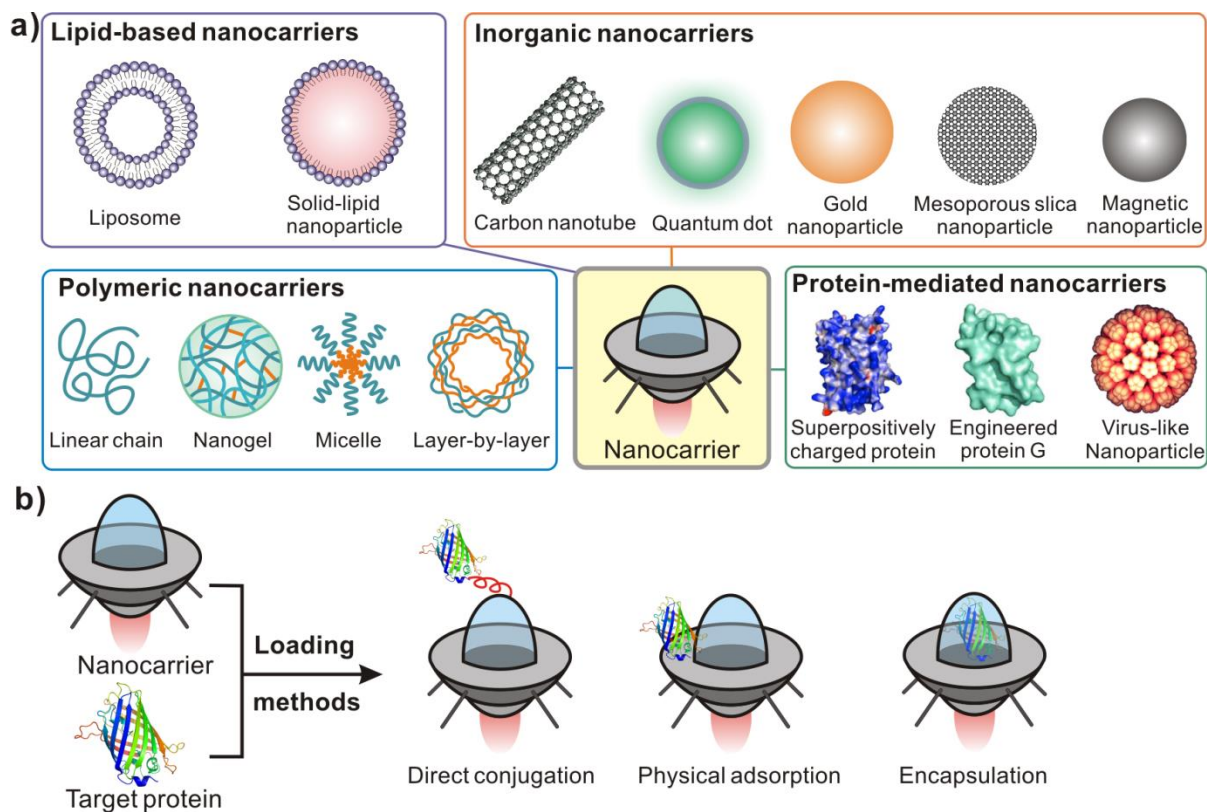 a)
Lipid-based nanocarriers
Liposome
Solid-lipid
nanoparticle
Inorganic nanocarriers
Carbon nanotube
Quantum dot
Gold
nanoparticle
Mesoporous slica
nanoparticle
Magnetic
nanoparticle
Polymeric nanocarriers
Linear chain
Nanogel
Micelle
Layer-by-layer
Nanocarrier
Protein-mediated nanocarriers
Superpositively
charged protein
Engineered
protein G
Virus-like
Nanoparticle
b)
Nanocarrier
Target protein
Loading
methods
Direct conjugation
Physical adsorption
Encapsulation